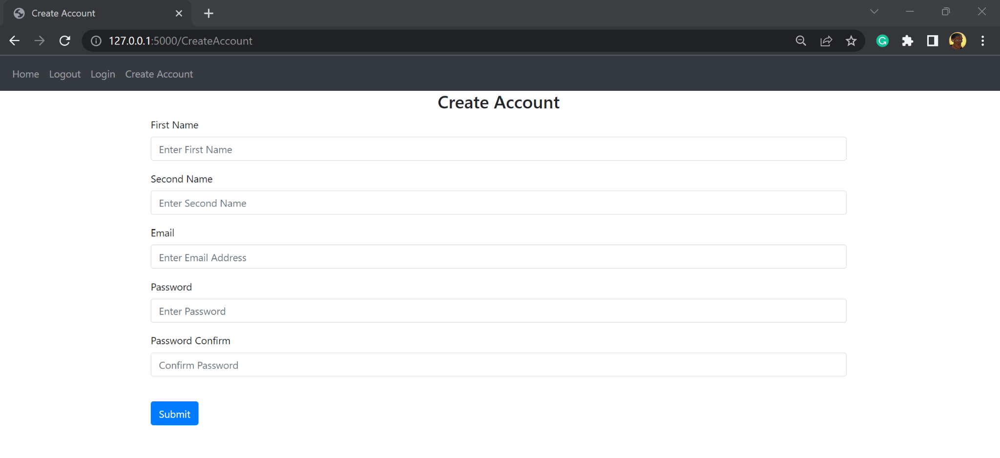 Create Account
127.0.0.1:5000/CreateAccount
Home Logout Login Create Account
Create Account
First Name
Enter First Name
Second Name
Enter Second Name
Email
Enter Email Address
Password
Enter Password
Password Confirm
Confirm Password
Submit